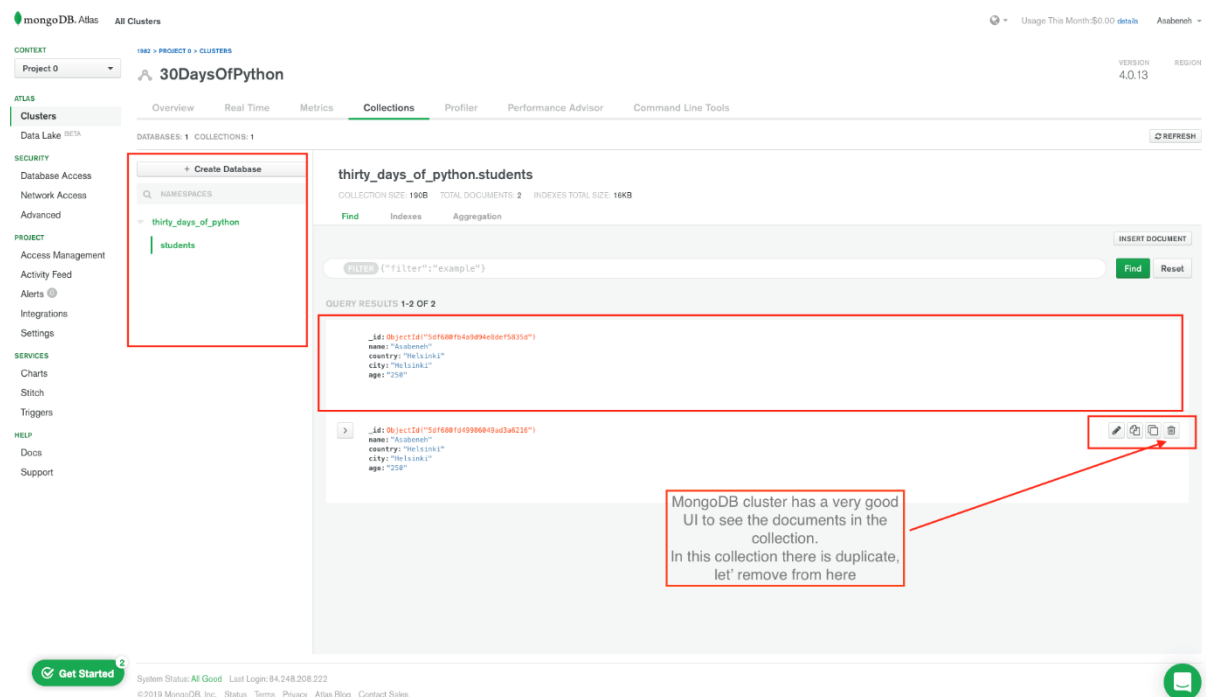 mongoDB. Atlas All Clusters Usage This Month:$0.00 details Asabeneh
CONTEXT
Project 0
1982 > PROJECT 0 > CLUSTERS
30DaysOfPython
VERSION REGION
4.0.13
Overview Real Time Metrics Collections Profiler Performance Advisor Command Line Tools
DATABASES: 1 COLLECTIONS: 1
REFRESH
ATLAS
Clusters
Data Lake BETA
SECURITY
Database Access
Network Access
Advanced
PROJECT
Access Management
Activity Feed
Alerts 0
Integrations
Settings
SERVICES
Charts
Stitch
Triggers
HELP
Docs
Support
+ Create Database
NAMESPACES
thirty_days_of_python
students
thirty_days_of_python.students
COLLECTION SIZE: 190B TOTAL DOCUMENTS: 2 INDEXES TOTAL SIZE: 16KB
Find Indexes Aggregation
INSERT DOCUMENT
FILTER {"filter":"example"}
Find Reset
QUERY RESULTS 1-2 OF 2
_id:ObjectId("5df680fb4a9d94e8def5835d")
name:"Asabeneh"
country:"Helsinki"
city:"Helsinki"
age:"250"
_id:ObjectId("5df680fd49986049ad3a6216")
name:"Asabeneh"
country:"Helsinki"
city:"Helsinki"
age:"250"
MongoDB cluster has a very good
UI to see the documents in the
collection.
In this collection there is duplicate,
let' remove from here
Get Started 2
System Status: All Good Last Login: 84.248.208.222
©2019 MongoDB, Inc. Status Terms Privacy Atlas Blog Contact Sales